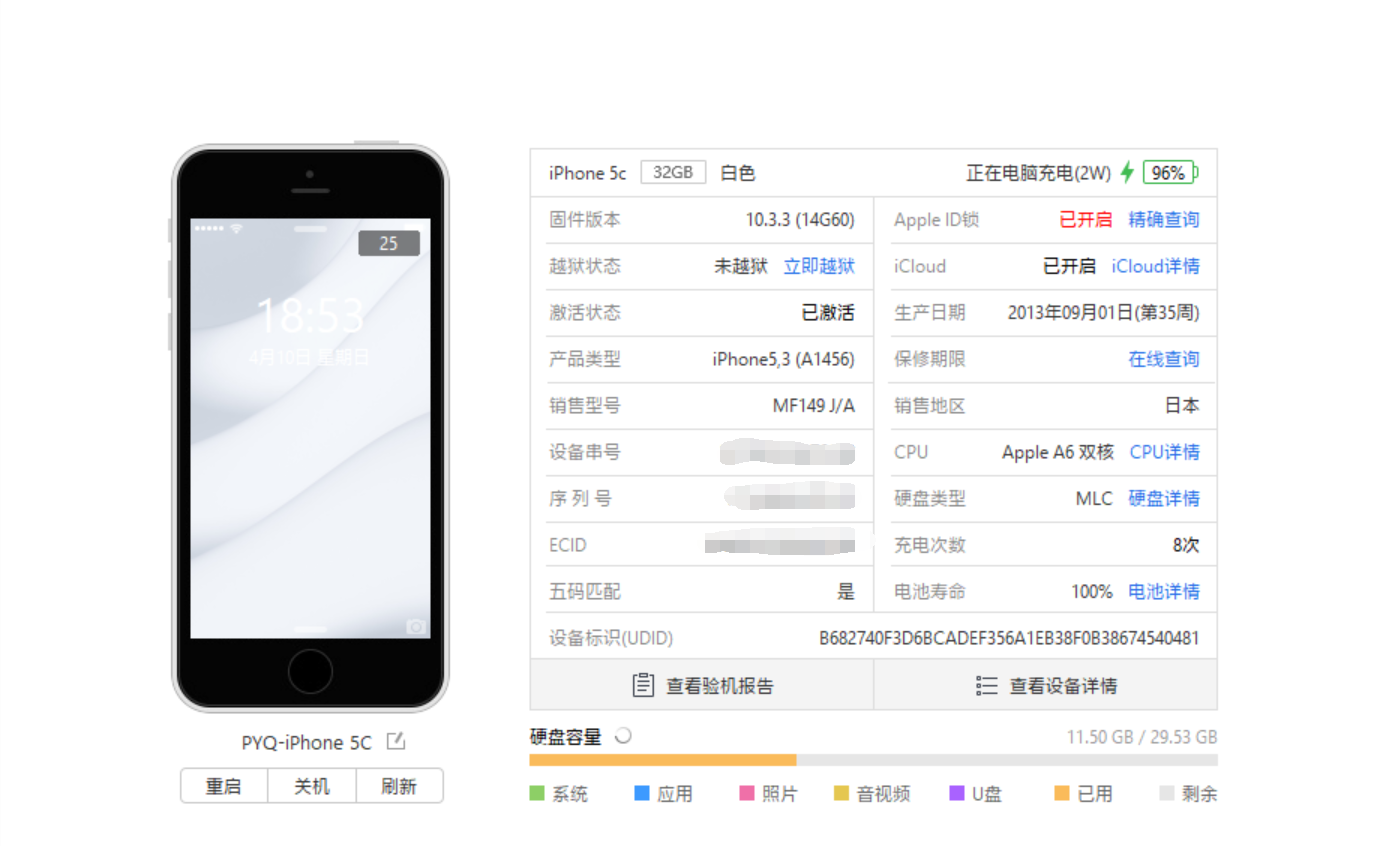 iPhone 5c 32GB 白色 正在电脑充电(2W) 96%
固件版本 10.3.3 (14G60) Apple ID锁 已开启 精确查询
25
越狱状态 未越狱 立即越狱 iCloud 已开启 iCloud详情
18:53
激活状态 已激活 生产日期 2013年09月01日(第35周)
4月10日 星期日
产品类型 iPhone5,3 (A1456) 保修期限 在线查询
销售型号 MF149 J/A 销售地区 日本
设备串号 CPU Apple A6 双核 CPU详情
序列号 硬盘类型 MLC 硬盘详情
ECID 充电次数 8次
五码匹配 是 电池寿命 100% 电池详情
设备标识(UDID) B682740F3D6BCADEF356A1EB38F0B38674540481
查看验机报告 查看设备详情
硬盘容量 11.50 GB / 29.53 GB
PYQ-iPhone 5C
重启 关机 刷新
系统 应用 照片 音视频 U盘 已用 剩余